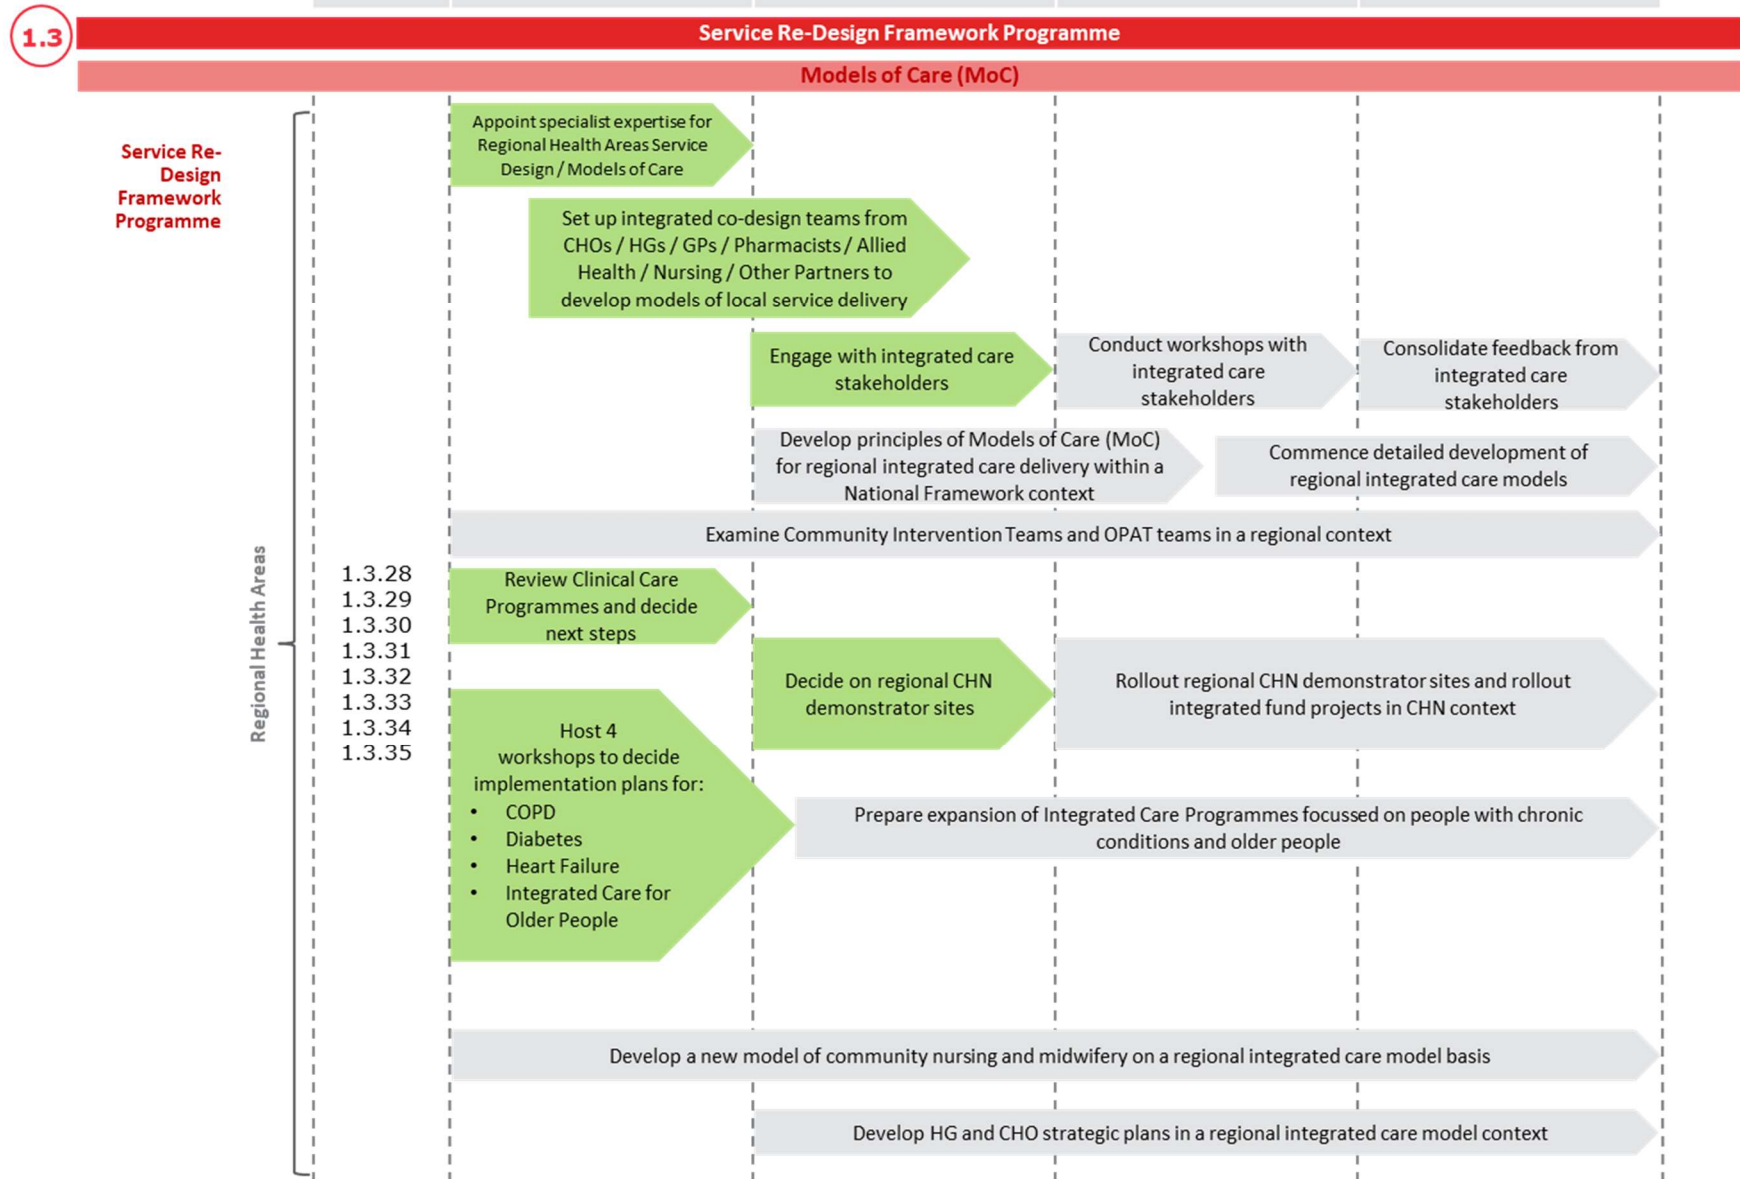 1.3
Service Re-Design Framework Programme
Models of Care (MoC)
Service Re-
Design
Framework
Programme
Regional Health Areas
1.3.28
1.3.29
1.3.30
1.3.31
1.3.32
1.3.33
1.3.34
1.3.35
Appoint specialist expertise for
Regional Health Areas Service
Design / Models of Care
Set up integrated co-design teams from
CHOs / HGs / GPs / Pharmacists / Allied
Health / Nursing / Other Partners to
develop models of local service delivery
Engage with integrated care
stakeholders
Conduct workshops with
integrated care
stakeholders
Consolidate feedback from
integrated care
stakeholders
Develop principles of Models of Care (MoC)
for regional integrated care delivery within a
National Framework context
Commence detailed development of
regional integrated care models
Examine Community Intervention Teams and OPAT teams in a regional context
Review Clinical Care
Programmes and decide
next steps
Decide on regional CHN
demonstrator sites
Rollout regional CHN demonstrator sites and rollout
integrated fund projects in CHN context
Host 4
workshops to decide
implementation plans for:
• COPD
• Diabetes
• Heart Failure
• Integrated Care for
Older People
Prepare expansion of Integrated Care Programmes focussed on people with chronic
conditions and older people
Develop a new model of community nursing and midwifery on a regional integrated care model basis
Develop HG and CHO strategic plans in a regional integrated care model context